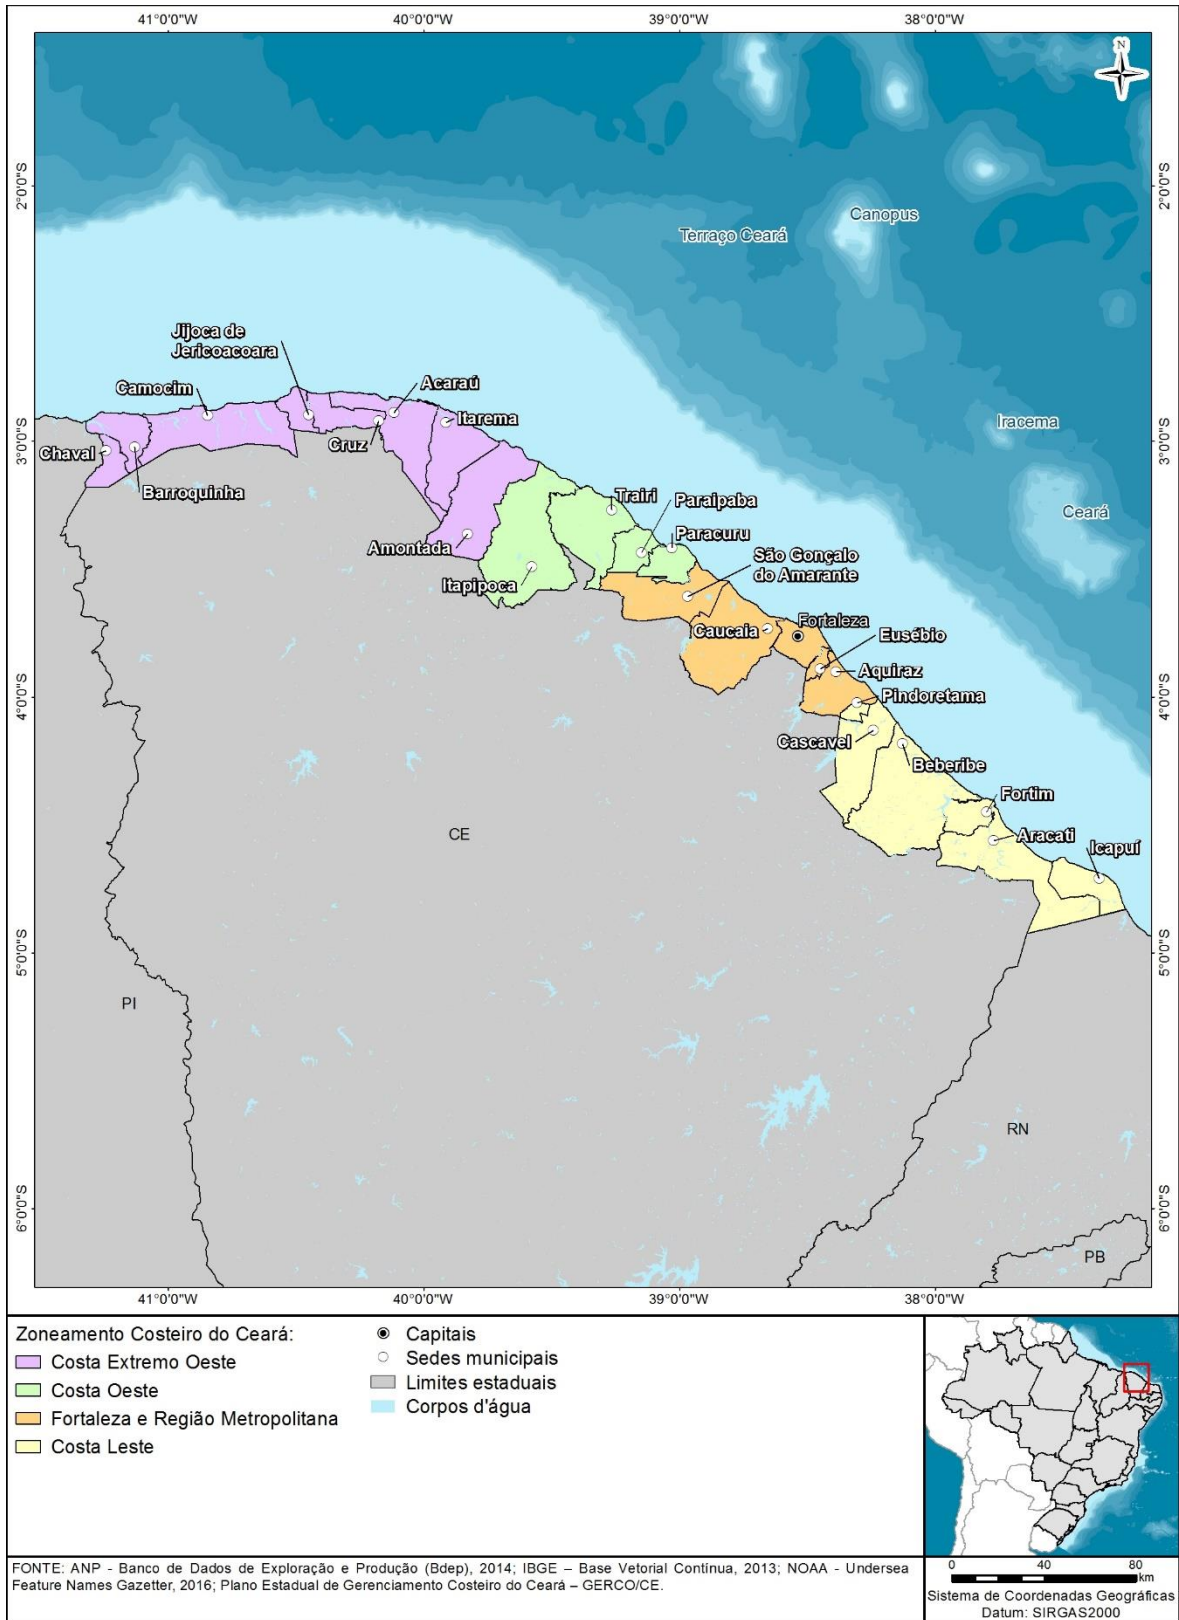 41°0'0"W 40°0'0"W 39°0'0"W 38°0'0"W
N
2°0'0"S
2°0'0"S
Canopus
Terraço Ceará
Jijoca de
Jericoacoara
Camocim
Acaraú
Itarema
Iracema
3°0'0"S
3°0'0"S
Chaval
Cruz
Barroquinha
Trairi
Paraipaba
Ceará
Paracuru
Amontada
São Gonçalo
do Amarante
Itapipoca
Caucaia
Fortaleza
Eusébio
Aquiraz
4°0'0"S
4°0'0"S
Pindoretama
Cascavel
Beberibe
Fortim
CE
Aracati
Icapuí
5°0'0"S
5°0'0"S
PI
RN
6°0'0"S
6°0'0"S
PB
41°0'0"W 40°0'0"W 39°0'0"W 38°0'0"W
Zoneamento Costeiro do Ceará:
Costa Extremo Oeste
Costa Oeste
Fortaleza e Região Metropolitana
Costa Leste
Capitais
Sedes municipais
Limites estaduais
Corpos d'água
FONTE: ANP - Banco de Dados de Exploração e Produção (Bdep), 2014; IBGE – Base Vetorial Contínua, 2013; NOAA - Undersea
Feature Names Gazetter, 2016; Plano Estadual de Gerenciamento Costeiro do Ceará – GERCO/CE.
0 40 80
km
Sistema de Coordenadas Geográficas
Datum: SIRGAS2000